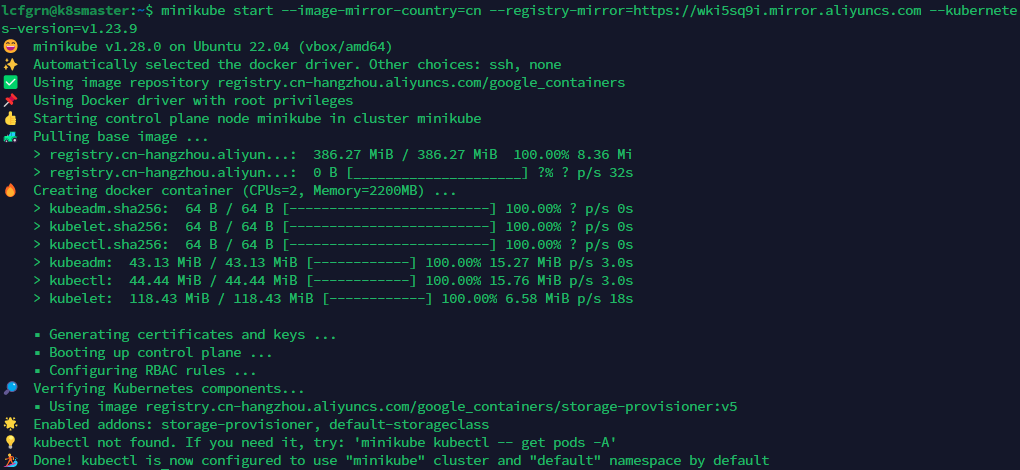 lcfgrn@k8smaster:~$ minikube start --image-mirror-country=cn --registry-mirror=https://wki5sq9i.mirror.aliyuncs.com --kubernete
s-version=v1.23.9
😄  minikube v1.28.0 on Ubuntu 22.04 (vbox/amd64)
✨  Automatically selected the docker driver. Other choices: ssh, none
✅  Using image repository registry.cn-hangzhou.aliyuncs.com/google_containers
📌  Using Docker driver with root privileges
👍  Starting control plane node minikube in cluster minikube
🚜  Pulling base image ...
    > registry.cn-hangzhou.aliyun...:  386.27 MiB / 386.27 MiB  100.00% 8.36 Mi
    > registry.cn-hangzhou.aliyun...:  0 B [_____________________] ?% ? p/s 32s
🔥  Creating docker container (CPUs=2, Memory=2200MB) ...
    > kubeadm.sha256:  64 B / 64 B [-------------------------] 100.00% ? p/s 0s
    > kubelet.sha256:  64 B / 64 B [-------------------------] 100.00% ? p/s 0s
    > kubectl.sha256:  64 B / 64 B [-------------------------] 100.00% ? p/s 0s
    > kubeadm:  43.13 MiB / 43.13 MiB [------------] 100.00% 15.27 MiB p/s 3.0s
    > kubectl:  44.44 MiB / 44.44 MiB [------------] 100.00% 15.76 MiB p/s 3.0s
    > kubelet:  118.43 MiB / 118.43 MiB [------------] 100.00% 6.58 MiB p/s 18s
    ▪ Generating certificates and keys ...
    ▪ Booting up control plane ...
    ▪ Configuring RBAC rules ...
🔎  Verifying Kubernetes components...
    ▪ Using image registry.cn-hangzhou.aliyuncs.com/google_containers/storage-provisioner:v5
🌟  Enabled addons: storage-provisioner, default-storageclass
💡  kubectl not found. If you need it, try: 'minikube kubectl -- get pods -A'
🏄  Done! kubectl is now configured to use "minikube" cluster and "default" namespace by default